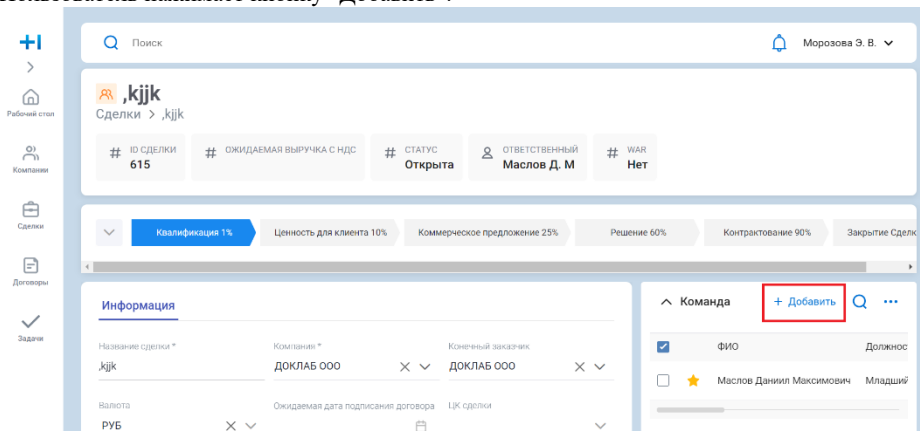 Поиск
Морозова Э. В.
,kjjk
Сделки > ,kjjk
Рабочий стол
# ID СДЕЛКИ
615
# ОЖИДАЕМАЯ ВЫРУЧКА С НДС
# СТАТУС
Открыта
ОТВЕТСТВЕННЫЙ
Маслов Д. М
# WAR
Нет
Компании
Сделки
Квалификация 1%
Ценность для клиента 10%
Коммерческое предложение 25%
Решение 60%
Контрактование 90%
Закрытие Сделк
Договоры
Задачи
Информация
Название сделки *
,kjjk
Компания *
ДОКЛАБ ООО
Конечный заказчик
ДОКЛАБ ООО
Валюта
РУБ
Ожидаемая дата подписания договора
ЦК сделки
Команда
+ Добавить
ФИО
Должнос
Маслов Даниил Максимович
Младший